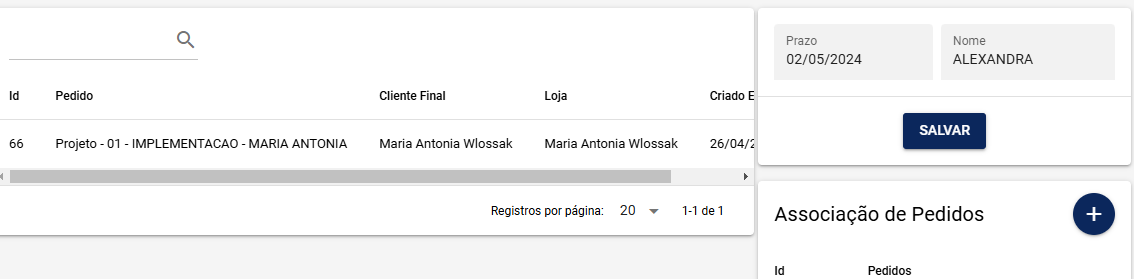 Id Pedido Cliente Final Loja Criado E
66 Projeto - 01 - IMPLEMENTACAO - MARIA ANTONIA Maria Antonia Wlossak Maria Antonia Wlossak 26/04/2
Registros por página: 20 1-1 de 1
Prazo Nome
02/05/2024 ALEXANDRA
SALVAR
Associação de Pedidos +
Id Pedidos